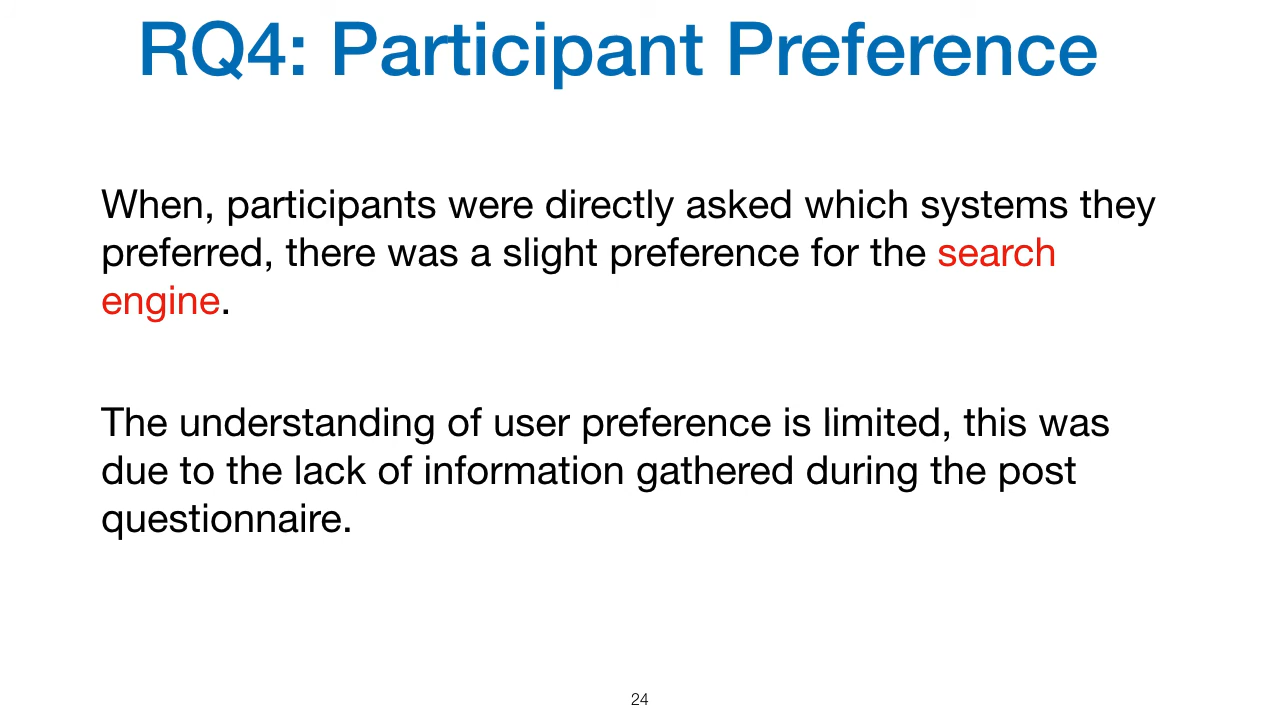 RQ4: Participant Preference
When, participants were directly asked which systems they
preferred, there was a slight preference for the search
engine.
The understanding of user preference is limited, this was
due to the lack of information gathered during the post
questionnaire.
24